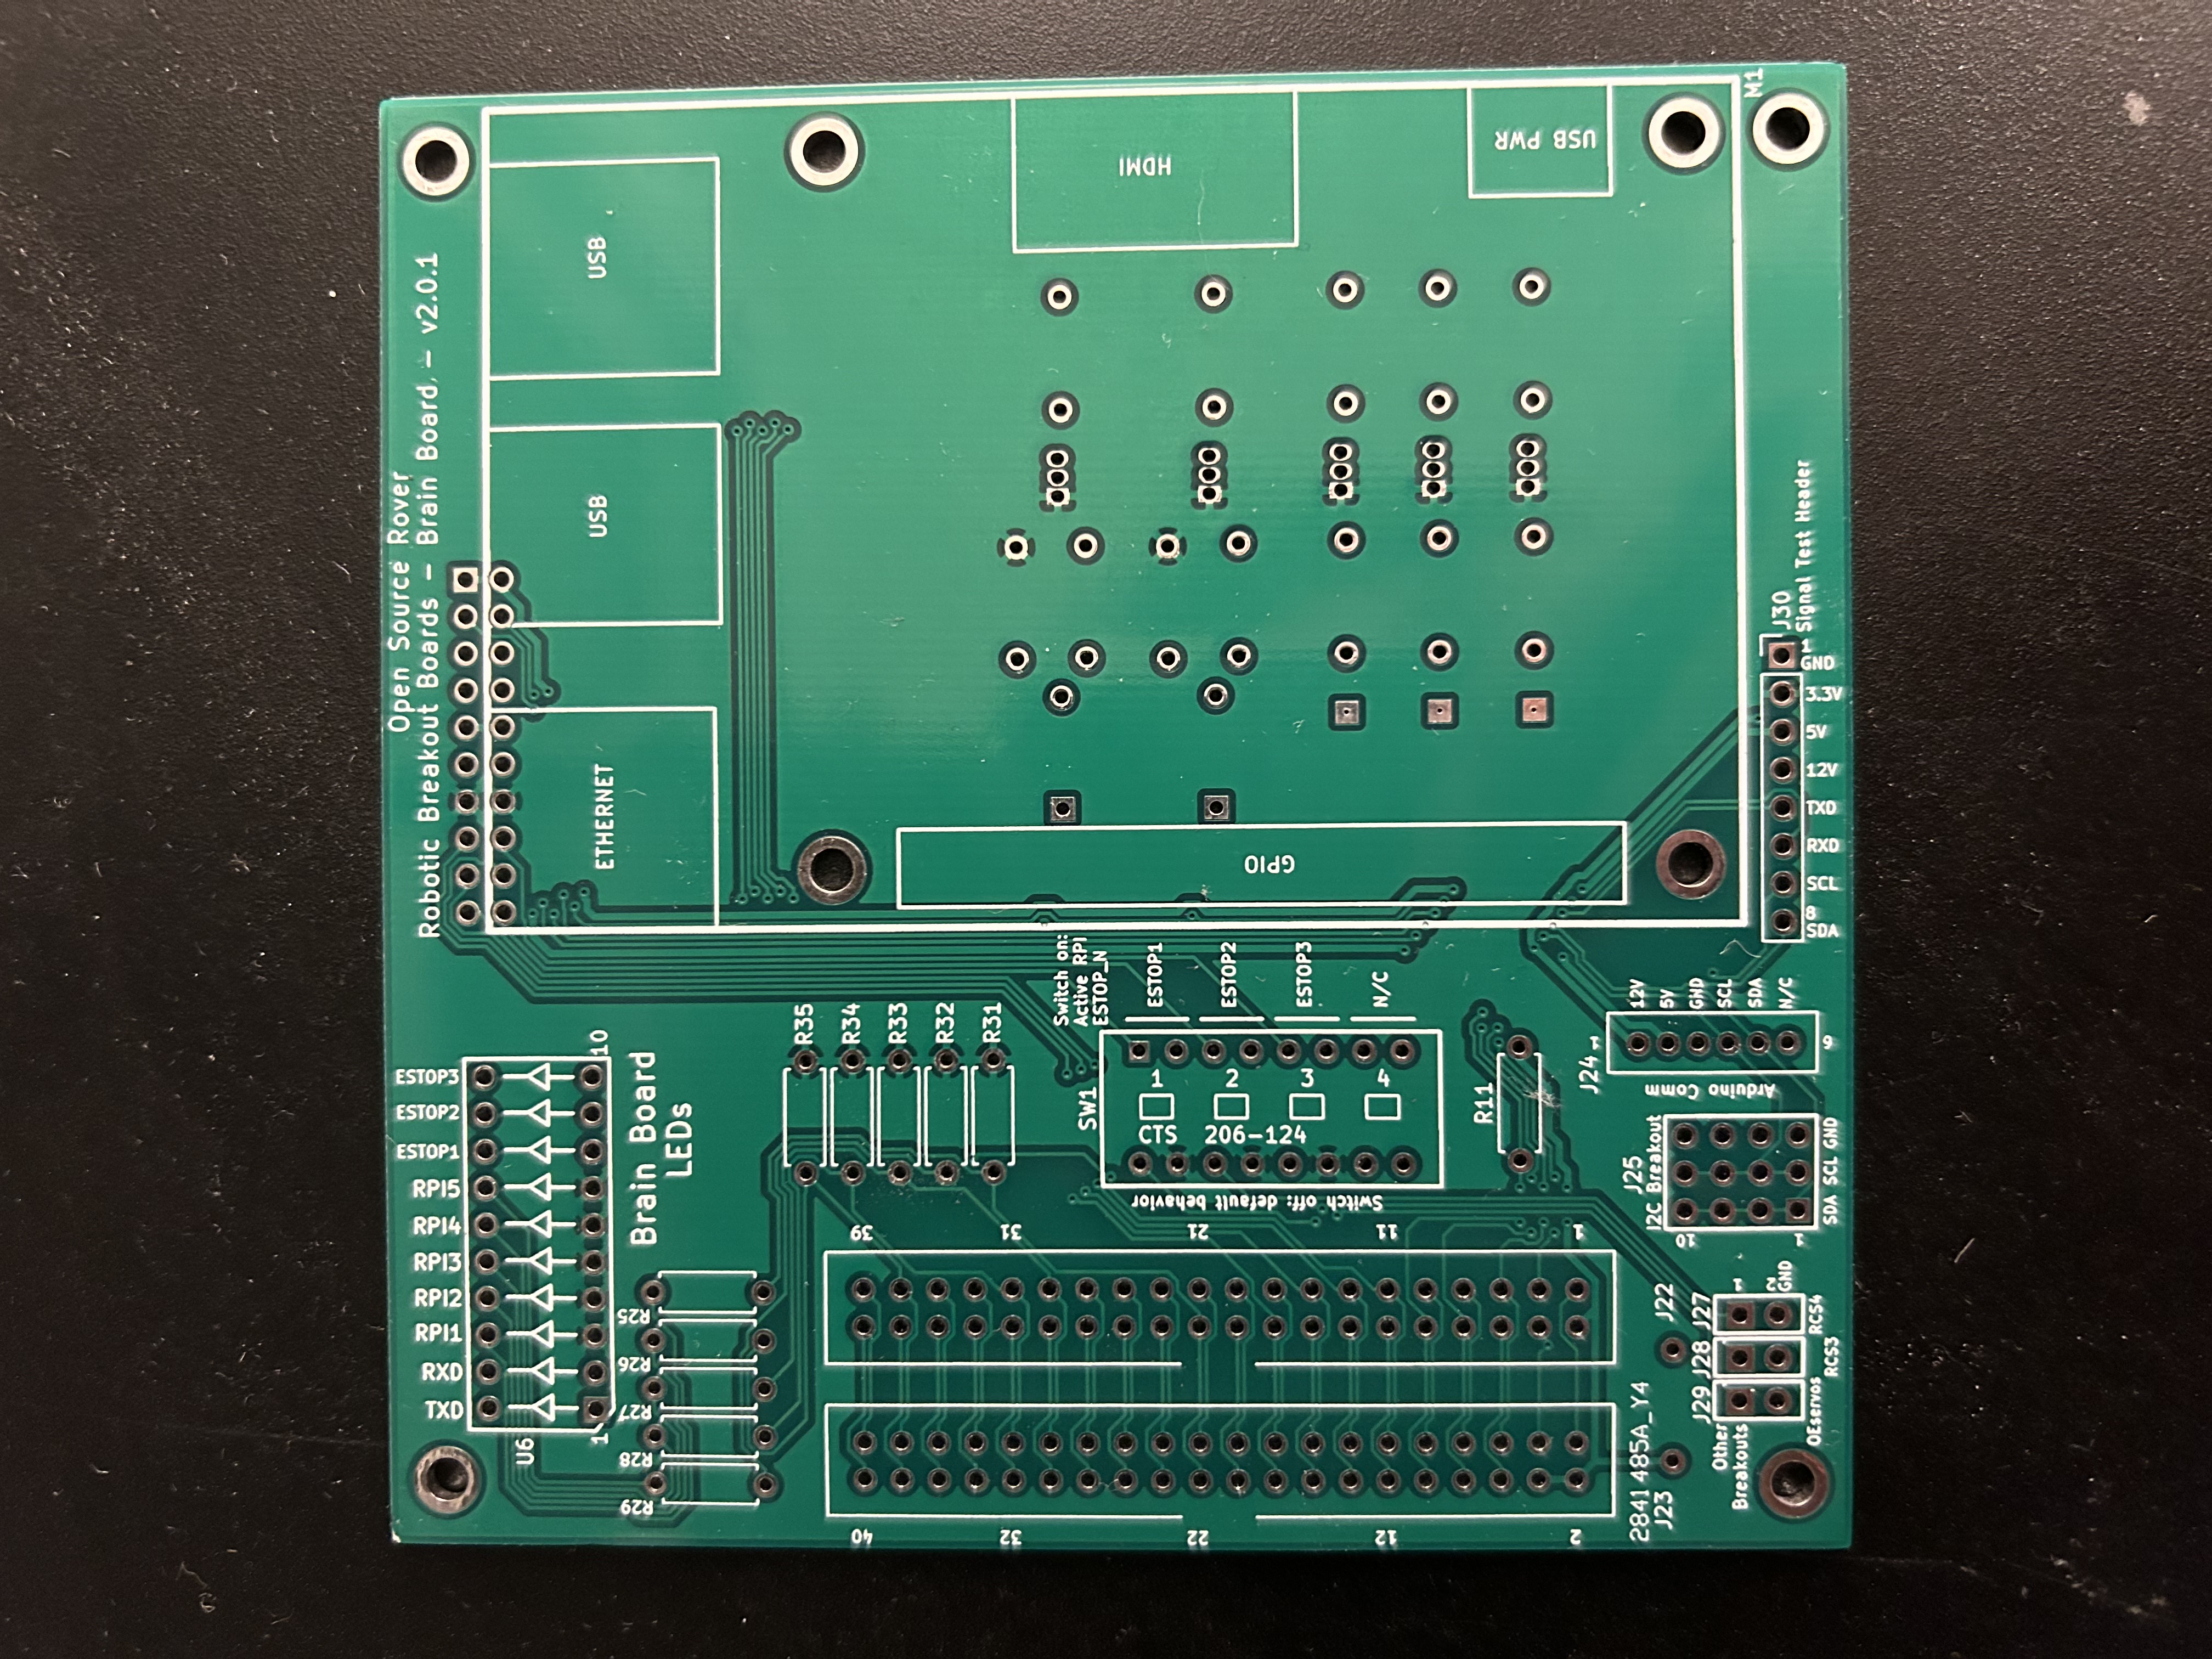 Open Source Rover
Robotic Breakout Boards - Brain Board - v2.0.1
TXD
RXD
RPI1
RPI2
RPI3
RPI4
RPI5
ESTOP1
ESTOP2
ESTOP3
U6
1
10
Brain Board
LEDs
R29
R28
R27
R26
R25
ETHERNET
USB
USB
R35
R34
R33
R32
R31
40
39
32
31
22
21
12
11
2
1
Switch on:
Active RPI
ESTOP_N
SW1
Switch off: default behavior
CTS 206-124
1
2
3
4
ESTOP1
ESTOP2
ESTOP3
N/C
GPIO
HDMI
USB PWR
R11
J24
1
Arduino Comm
12V
5V
GND
SCL
SDA
N/C
6
2841485A_Y4
J23
J22
J25
I2C Breakout
10
1
SDA SCL GND
J29 J28 J27
Other
Breakouts
1
2
GND
OEservos
RCS3
RCS4
M1
J30
Signal Test Header
8
1
SDA
SCL
RXD
TXD
12V
5V
3.3V
GND